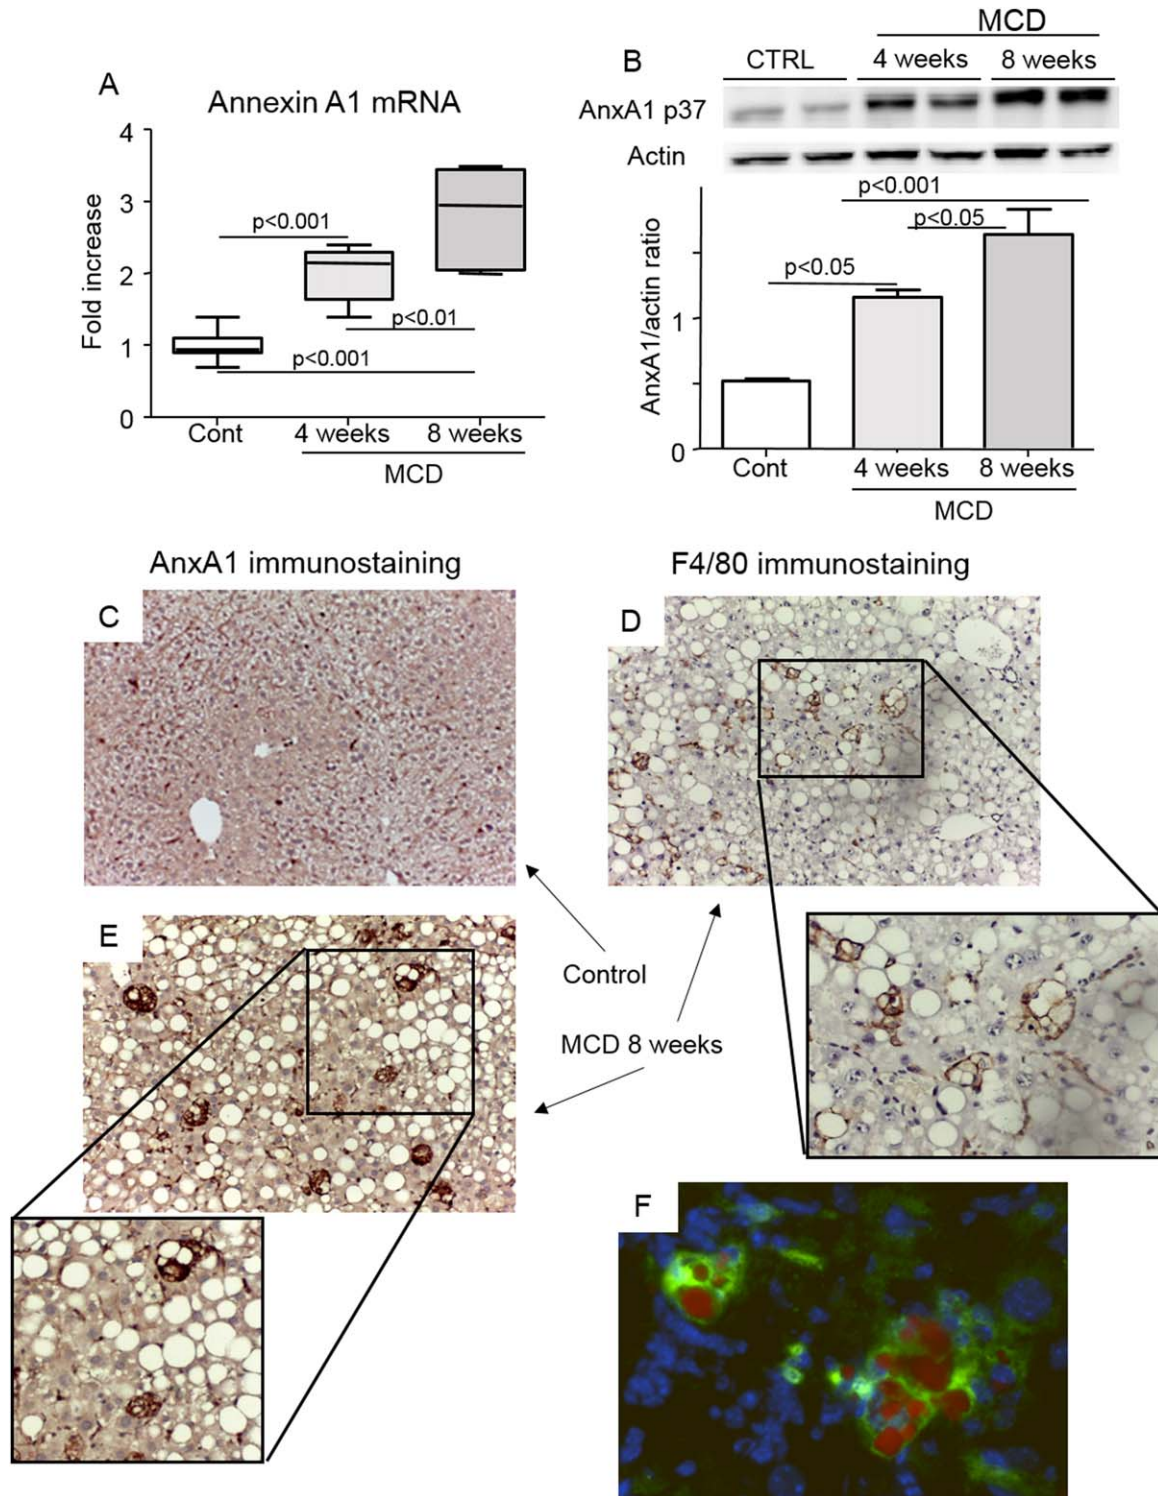 A
Annexin A1 mRNA
Fold increase
4
3
2
1
0
p<0.001
p<0.01
p<0.001
Cont
4 weeks
8 weeks
MCD
B
MCD
CTRL
4 weeks
8 weeks
AnxA1 p37
Actin
AnxA1/actin ratio
1
0
p<0.001
p<0.05
p<0.05
Cont
4 weeks
8 weeks
MCD
AnxA1 immunostaining
F4/80 immunostaining
C
D
E
Control
MCD 8 weeks
F